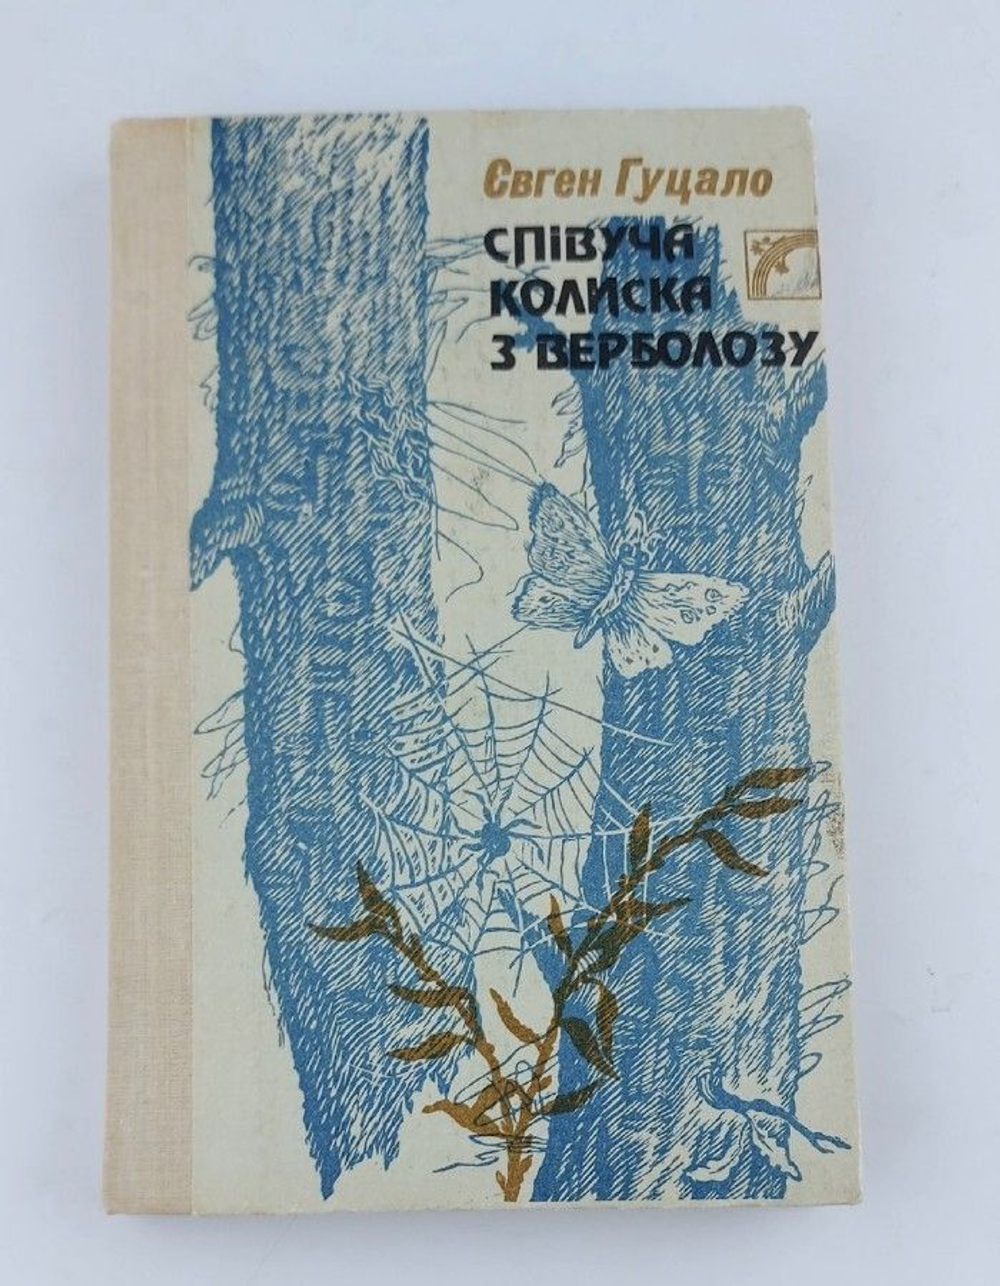 Євген Гуцало
СПІВУЧА
КОЛИСКА
З ВЕРБОЛОЗУ